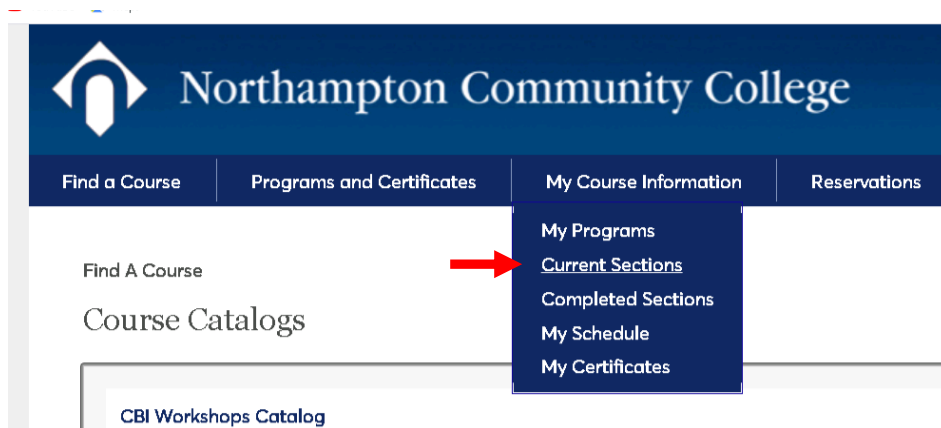 Northampton Community College
Find a Course Programs and Certificates My Course Information Reservations
My Programs
Current Sections
Completed Sections
My Schedule
My Certificates
Find A Course
Course Catalogs
CBI Workshops Catalog